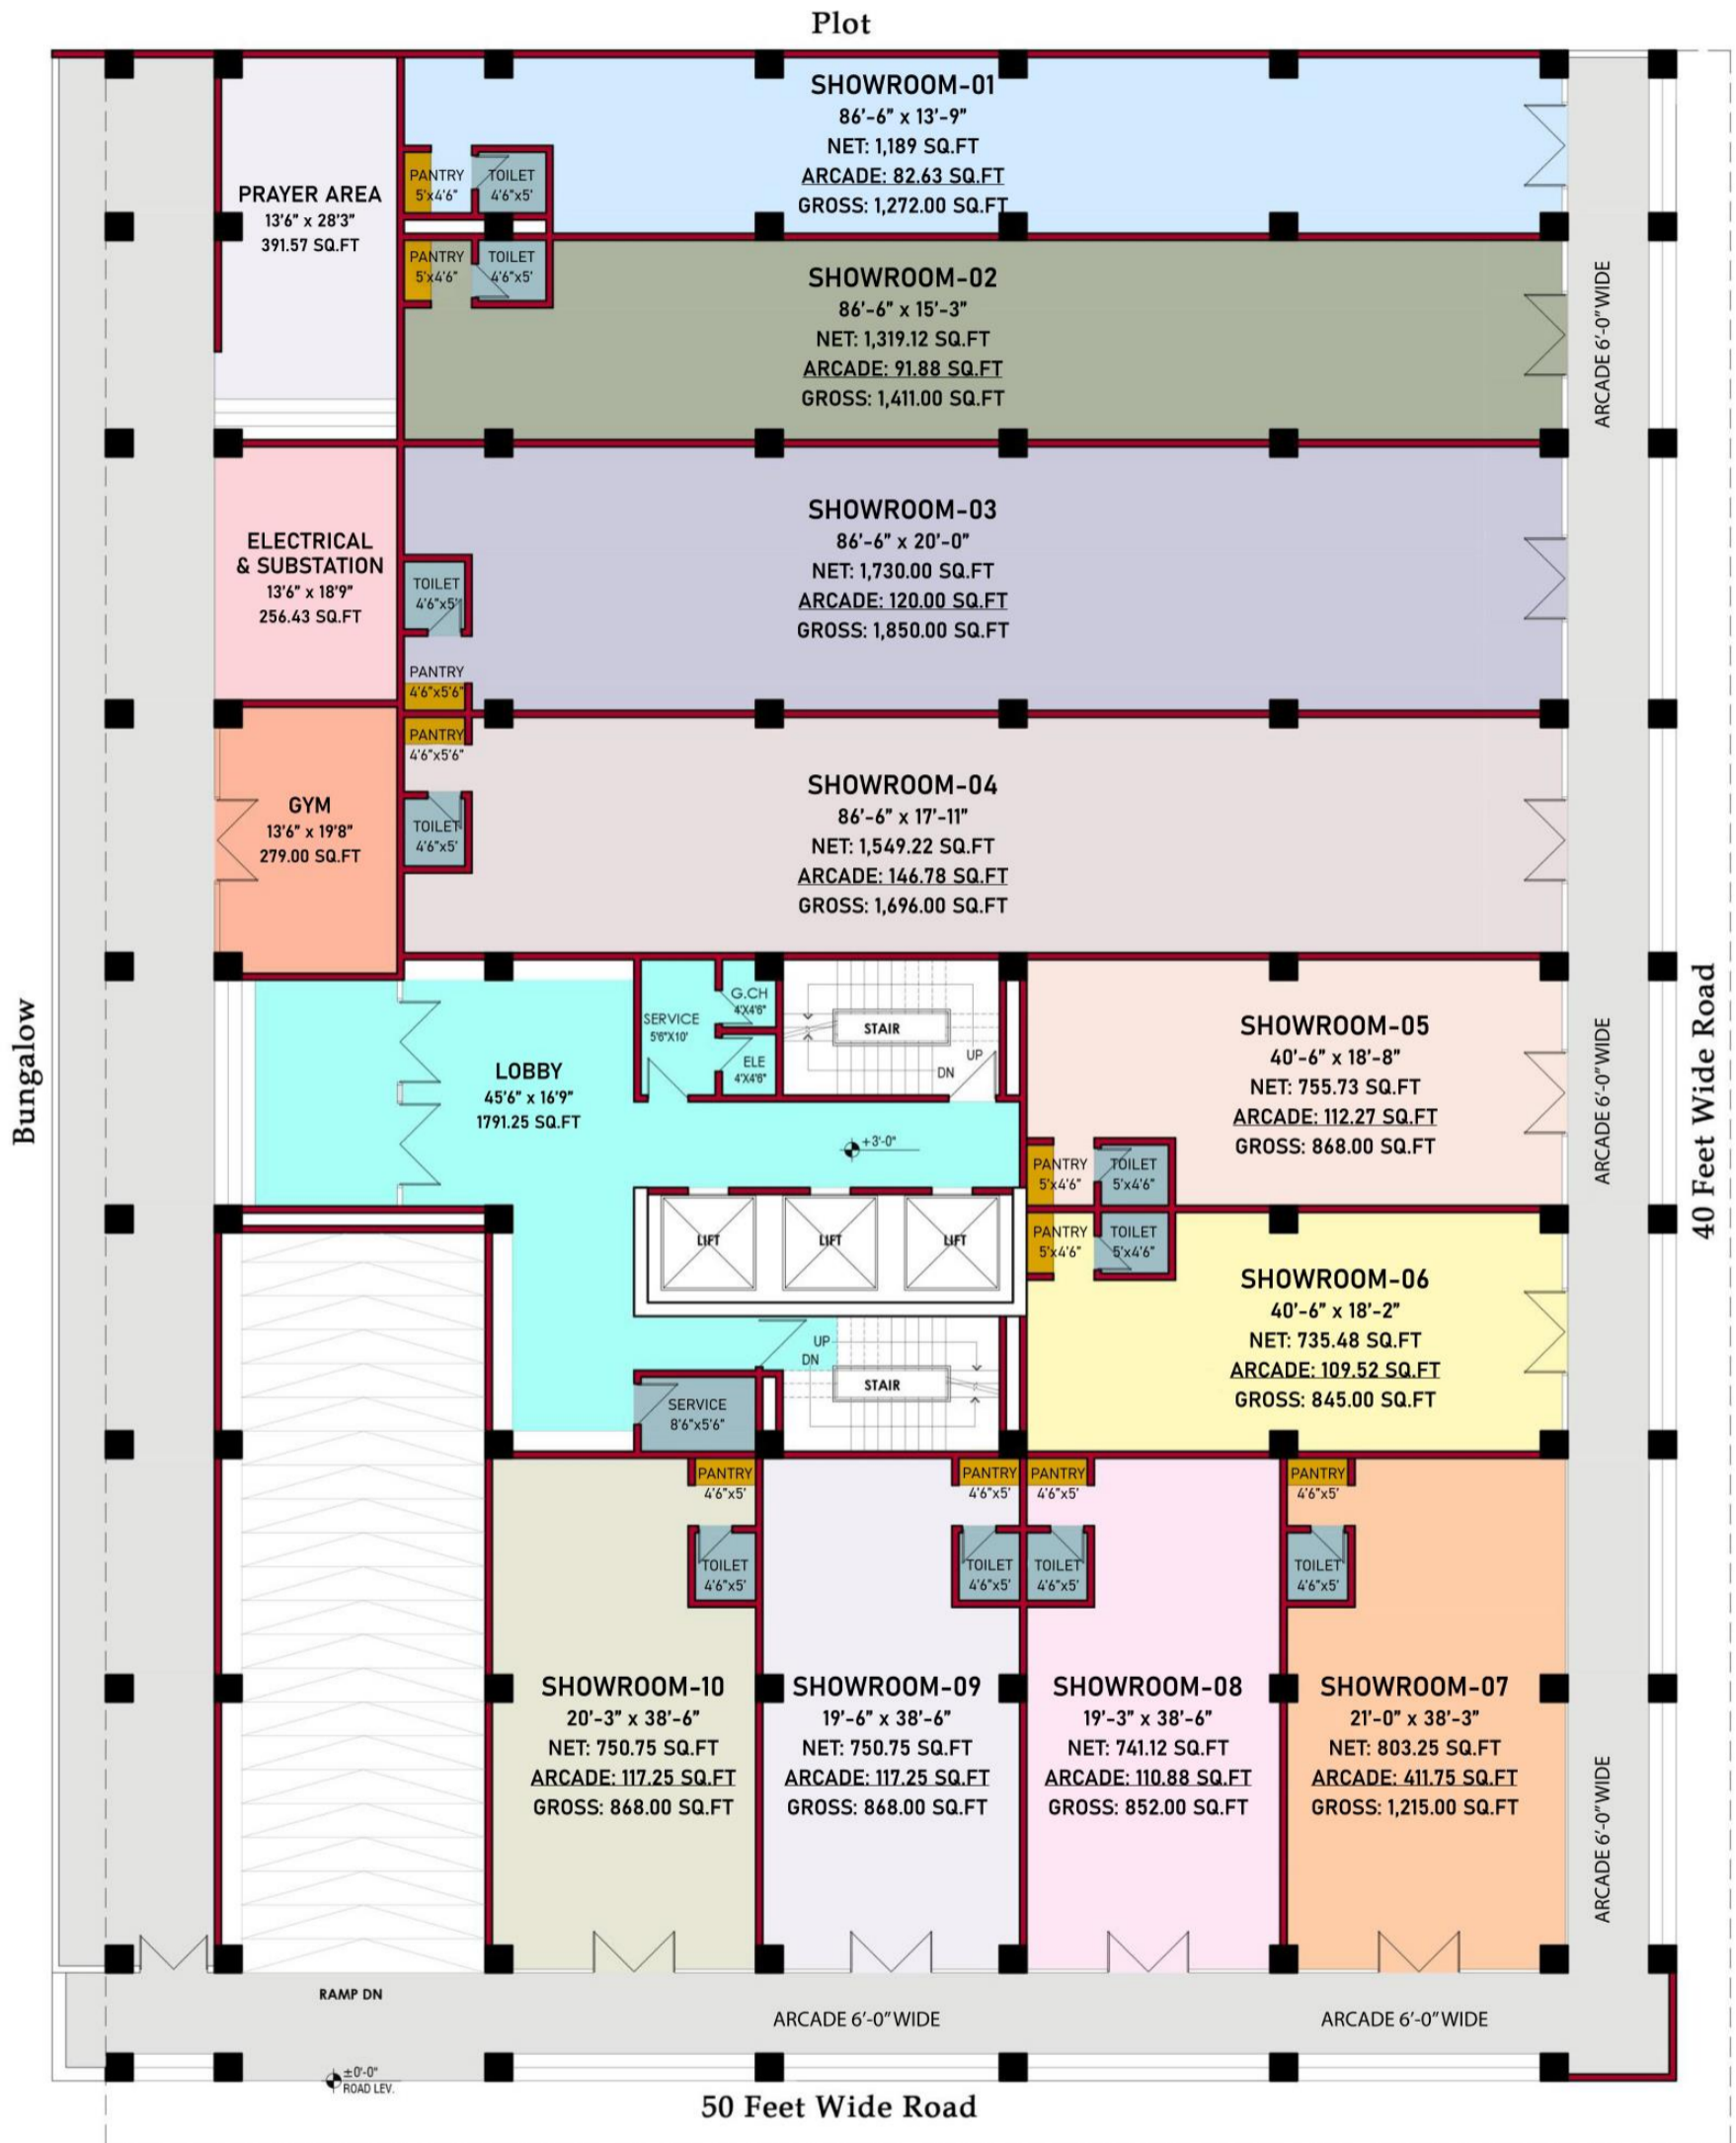 Plot
SHOWROOM-01
86'-6" x 13'-9"
NET: 1,189 SQ.FT
ARCADE: 82.63 SQ.FT
GROSS: 1,272.00 SQ.FT
PANTRY
5'x4'6"
TOILET
4'6"x5'
PRAYER AREA
13'6" x 28'3"
391.57 SQ.FT
PANTRY
5'x4'6"
TOILET
4'6"x5'
SHOWROOM-02
86'-6" x 15'-3"
NET: 1,319.12 SQ.FT
ARCADE: 91.88 SQ.FT
GROSS: 1,411.00 SQ.FT
ARCADE 6'-0" WIDE
SHOWROOM-03
86'-6" x 20'-0"
NET: 1,730.00 SQ.FT
ARCADE: 120.00 SQ.FT
GROSS: 1,850.00 SQ.FT
ELECTRICAL
& SUBSTATION
13'6" x 18'9"
256.43 SQ.FT
TOILET
4'6"x5'
PANTRY
4'6"x5'6"
PANTRY
4'6"x5'6"
TOILET
4'6"x5'
GYM
13'6" x 19'8"
279.00 SQ.FT
SHOWROOM-04
86'-6" x 17'-11"
NET: 1,549.22 SQ.FT
ARCADE: 146.78 SQ.FT
GROSS: 1,696.00 SQ.FT
Bungalow
LOBBY
45'6" x 16'9"
1791.25 SQ.FT
SERVICE
5'6"X10'
G.CH
4'X4'6"
ELE
4'X4'6"
STAIR
UP
DN
+3'-0"
SHOWROOM-05
40'-6" x 18'-8"
NET: 755.73 SQ.FT
ARCADE: 112.27 SQ.FT
GROSS: 868.00 SQ.FT
ARCADE 6'-0" WIDE
40 Feet Wide Road
PANTRY
5'x4'6"
TOILET
5'x4'6"
LIFT
LIFT
LIFT
PANTRY
5'x4'6"
TOILET
5'x4'6"
SHOWROOM-06
40'-6" x 18'-2"
NET: 735.48 SQ.FT
ARCADE: 109.52 SQ.FT
GROSS: 845.00 SQ.FT
UP
DN
STAIR
SERVICE
8'6"x5'6"
PANTRY
4'6"x5'
PANTRY
4'6"x5'
PANTRY
4'6"x5'
PANTRY
4'6"x5'
TOILET
4'6"x5'
TOILET
4'6"x5'
TOILET
4'6"x5'
TOILET
4'6"x5'
SHOWROOM-10
20'-3" x 38'-6"
NET: 750.75 SQ.FT
ARCADE: 117.25 SQ.FT
GROSS: 868.00 SQ.FT
SHOWROOM-09
19'-6" x 38'-6"
NET: 750.75 SQ.FT
ARCADE: 117.25 SQ.FT
GROSS: 868.00 SQ.FT
SHOWROOM-08
19'-3" x 38'-6"
NET: 741.12 SQ.FT
ARCADE: 110.88 SQ.FT
GROSS: 852.00 SQ.FT
SHOWROOM-07
21'-0" x 38'-3"
NET: 803.25 SQ.FT
ARCADE: 411.75 SQ.FT
GROSS: 1,215.00 SQ.FT
ARCADE 6'-0" WIDE
RAMP DN
ARCADE 6'-0" WIDE
ARCADE 6'-0" WIDE
±0'-0"
ROAD LEV.
50 Feet Wide Road